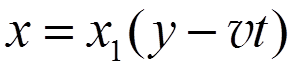 x = x₁(y − vt)